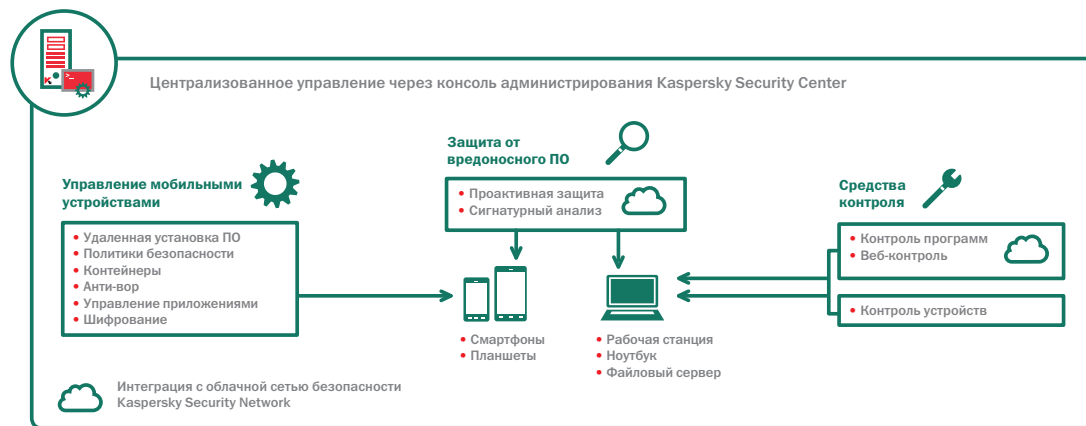 Централизованное управление через консоль администрирования Kaspersky Security Center
Управление мобильными
устройствами
• Удаленная установка ПО
• Политики безопасности
• Контейнеры
• Анти-вор
• Управление приложениями
• Шифрование
Защита от
вредоносного ПО
• Проактивная защита
• Сигнатурный анализ
Средства
контроля
• Контроль программ
• Веб-контроль
• Контроль устройств
• Смартфоны
• Планшеты
• Рабочая станция
• Ноутбук
• Файловый сервер
Интеграция с облачной сетью безопасности
Kaspersky Security Network